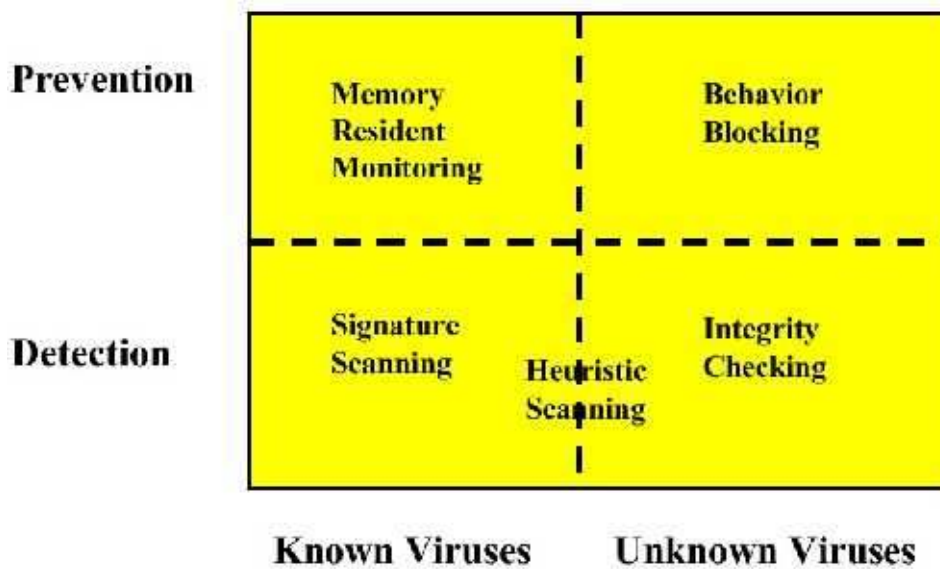 Prevention
Memory
Resident
Monitoring
Behavior
Blocking
Detection
Signature
Scanning
Heuristic
Scanning
Integrity
Checking
Known Viruses
Unknown Viruses